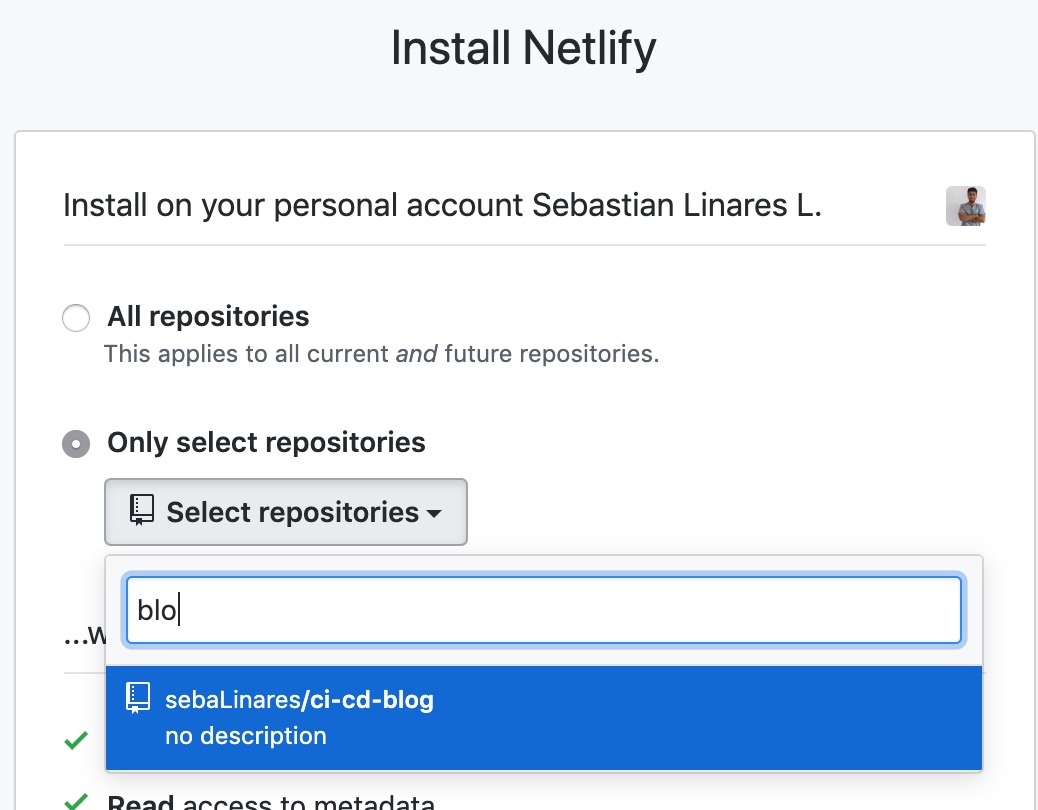 Install Netlify
Install on your personal account Sebastian Linares L.
All repositories
This applies to all current and future repositories.
Only select repositories
Select repositories
blo
...w
sebaLinares/ci-cd-blog
no description
Read access to metadata